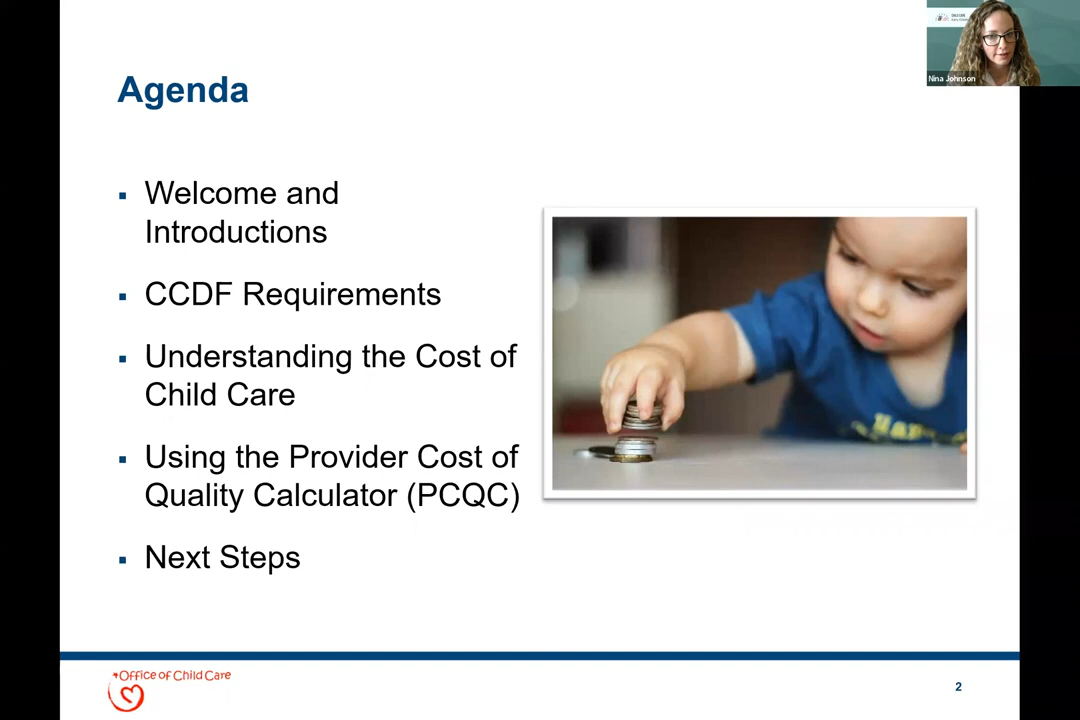 Agenda
Welcome and
Introductions
CCDF Requirements
Understanding the Cost of
Child Care
Using the Provider Cost of
Quality Calculator (PCQC)
Next Steps
Nina Johnson
Office of Child Care
2